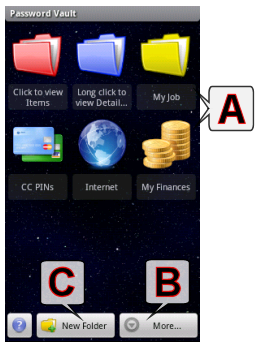 Password Vault
Click to view
Items
Long click to
view Detail...
My Job
A
CC PINs
Internet
My Finances
C
B
?
New Folder
More...